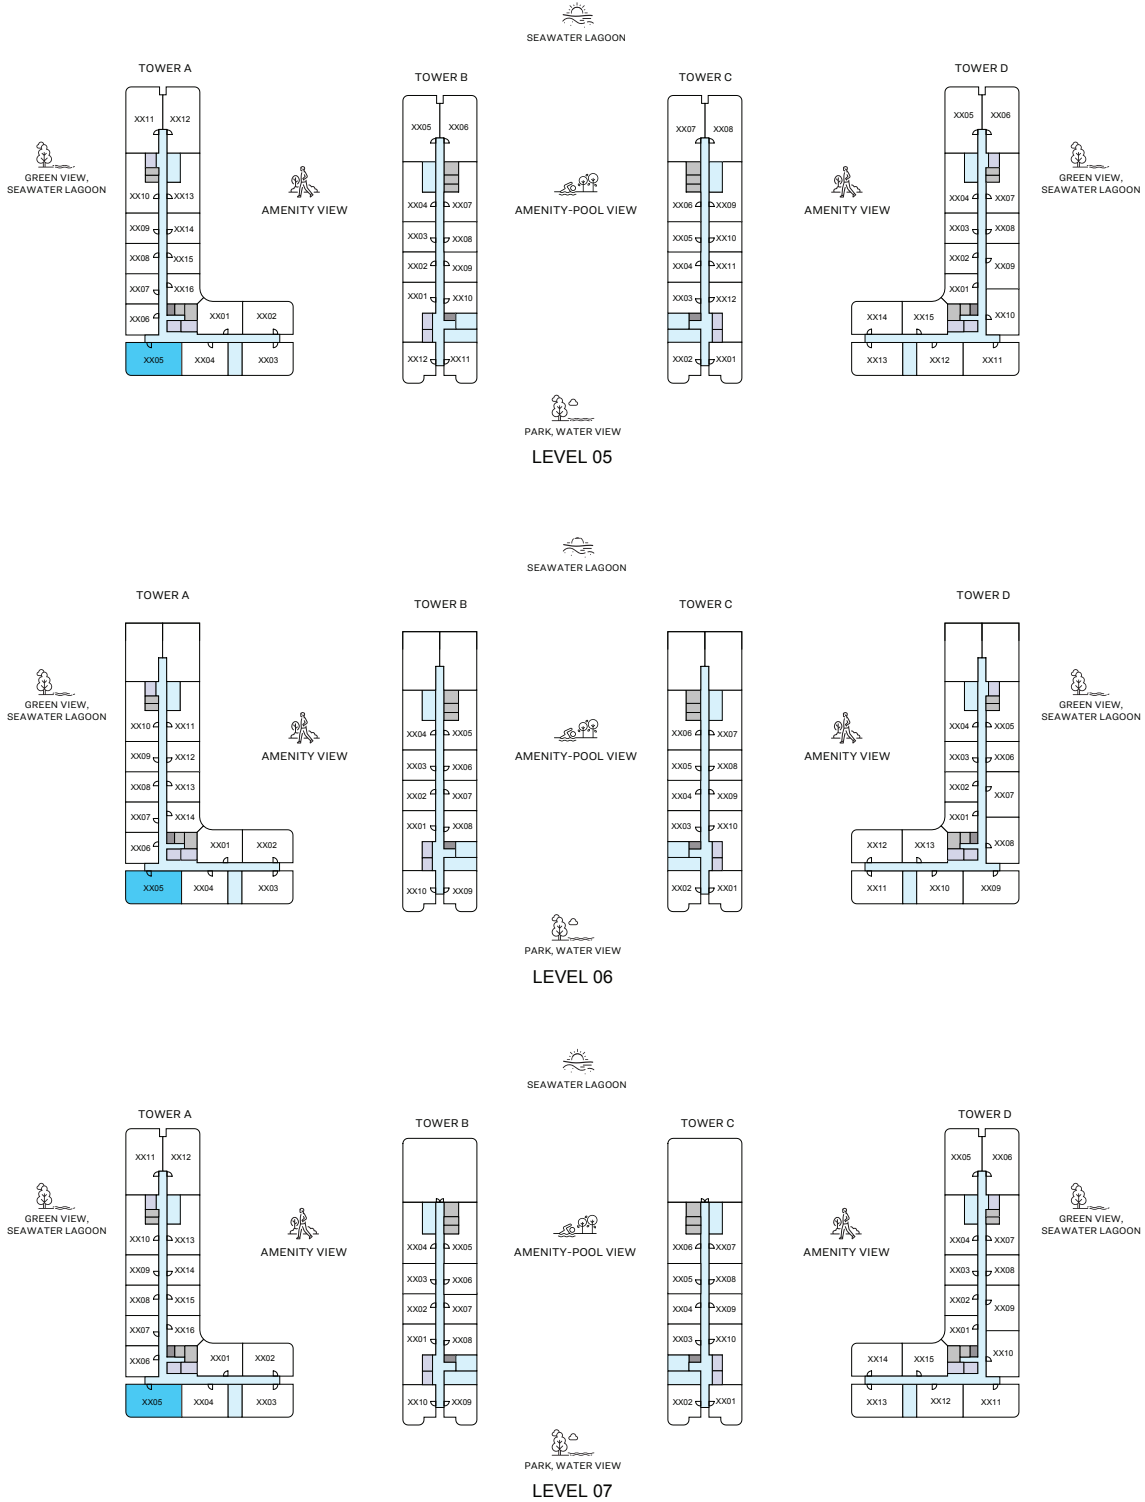 SEAWATER LAGOON
TOWER A
TOWER B
TOWER C
TOWER D
XX11 XX12
XX05 XX06
XX07 XX08
XX05 XX06
GREEN VIEW,
SEAWATER LAGOON
AMENITY VIEW
AMENITY-POOL VIEW
AMENITY VIEW
GREEN VIEW,
SEAWATER LAGOON
XX10 XX13
XX04 XX07
XX06 XX09
XX04 XX07
XX09 XX14
XX03 XX08
XX05 XX10
XX03 XX08
XX08 XX15
XX02 XX09
XX04 XX11
XX02 XX09
XX07 XX16
XX01 XX10
XX03 XX12
XX01
XX06 XX01 XX02
XX14 XX15 XX10
XX05 XX04 XX03
XX12 XX11
XX02 XX01
XX13 XX12 XX11
PARK, WATER VIEW
LEVEL 05
SEAWATER LAGOON
TOWER A
TOWER B
TOWER C
TOWER D
GREEN VIEW,
SEAWATER LAGOON
AMENITY VIEW
AMENITY-POOL VIEW
AMENITY VIEW
GREEN VIEW,
SEAWATER LAGOON
XX10 XX11
XX04 XX05
XX06 XX07
XX04 XX05
XX09 XX12
XX03 XX06
XX05 XX08
XX03 XX06
XX08 XX13
XX02 XX07
XX04 XX09
XX02 XX07
XX07 XX14
XX01 XX08
XX03 XX10
XX01
XX06 XX01 XX02
XX12 XX13 XX08
XX05 XX04 XX03
XX10 XX09
XX02 XX01
XX11 XX10 XX09
PARK, WATER VIEW
LEVEL 06
SEAWATER LAGOON
TOWER A
TOWER B
TOWER C
TOWER D
XX11 XX12
XX05 XX06
GREEN VIEW,
SEAWATER LAGOON
AMENITY VIEW
AMENITY-POOL VIEW
AMENITY VIEW
GREEN VIEW,
SEAWATER LAGOON
XX10 XX13
XX04 XX05
XX06 XX07
XX04 XX07
XX09 XX14
XX03 XX06
XX05 XX08
XX03 XX08
XX08 XX15
XX02 XX07
XX04 XX09
XX02 XX09
XX07 XX16
XX01 XX08
XX03 XX10
XX01
XX06 XX01 XX02
XX14 XX15 XX10
XX05 XX04 XX03
XX10 XX09
XX02 XX01
XX13 XX12 XX11
PARK, WATER VIEW
LEVEL 07